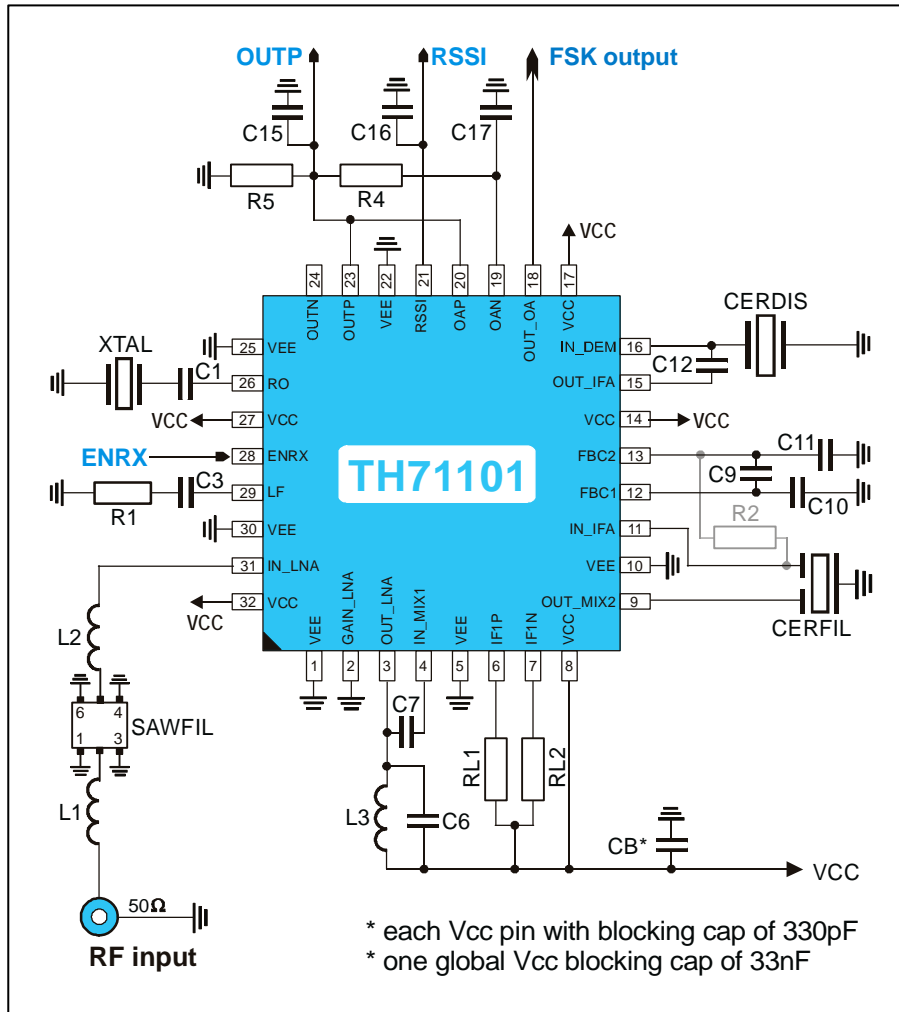 OUTP RSSI FSK output
C15 C16 C17
R5 R4
VCC
24 23 22 21 20 19 18 17
OUTN OUTP VEE RSSI OAP OAN OUT_OA VCC
CERDIS
XTAL
25 VEE IN_DEM 16
C1 C12
26 RO OUT_IFA 15
VCC 27 VCC VCC 14 VCC
ENRX 28 ENRX FBC2 13 C11
TH71101
C3 C9
29 LF FBC1 12 C10
R1
30 VEE IN_IFA 11 R2
31 IN_LNA VEE 10
32 VCC OUT_MIX2 9
VCC CERFIL
VEE GAIN_LNA OUT_LNA IN_MIX1 VEE IF1P IF1N VCC
1 2 3 4 5 6 7 8
L2
6 4
1 3
SAWFIL
C7
RL1 RL2
L1
L3 C6
CB*
VCC
50Ω
RF input
* each Vcc pin with blocking cap of 330pF
* one global Vcc blocking cap of 33nF